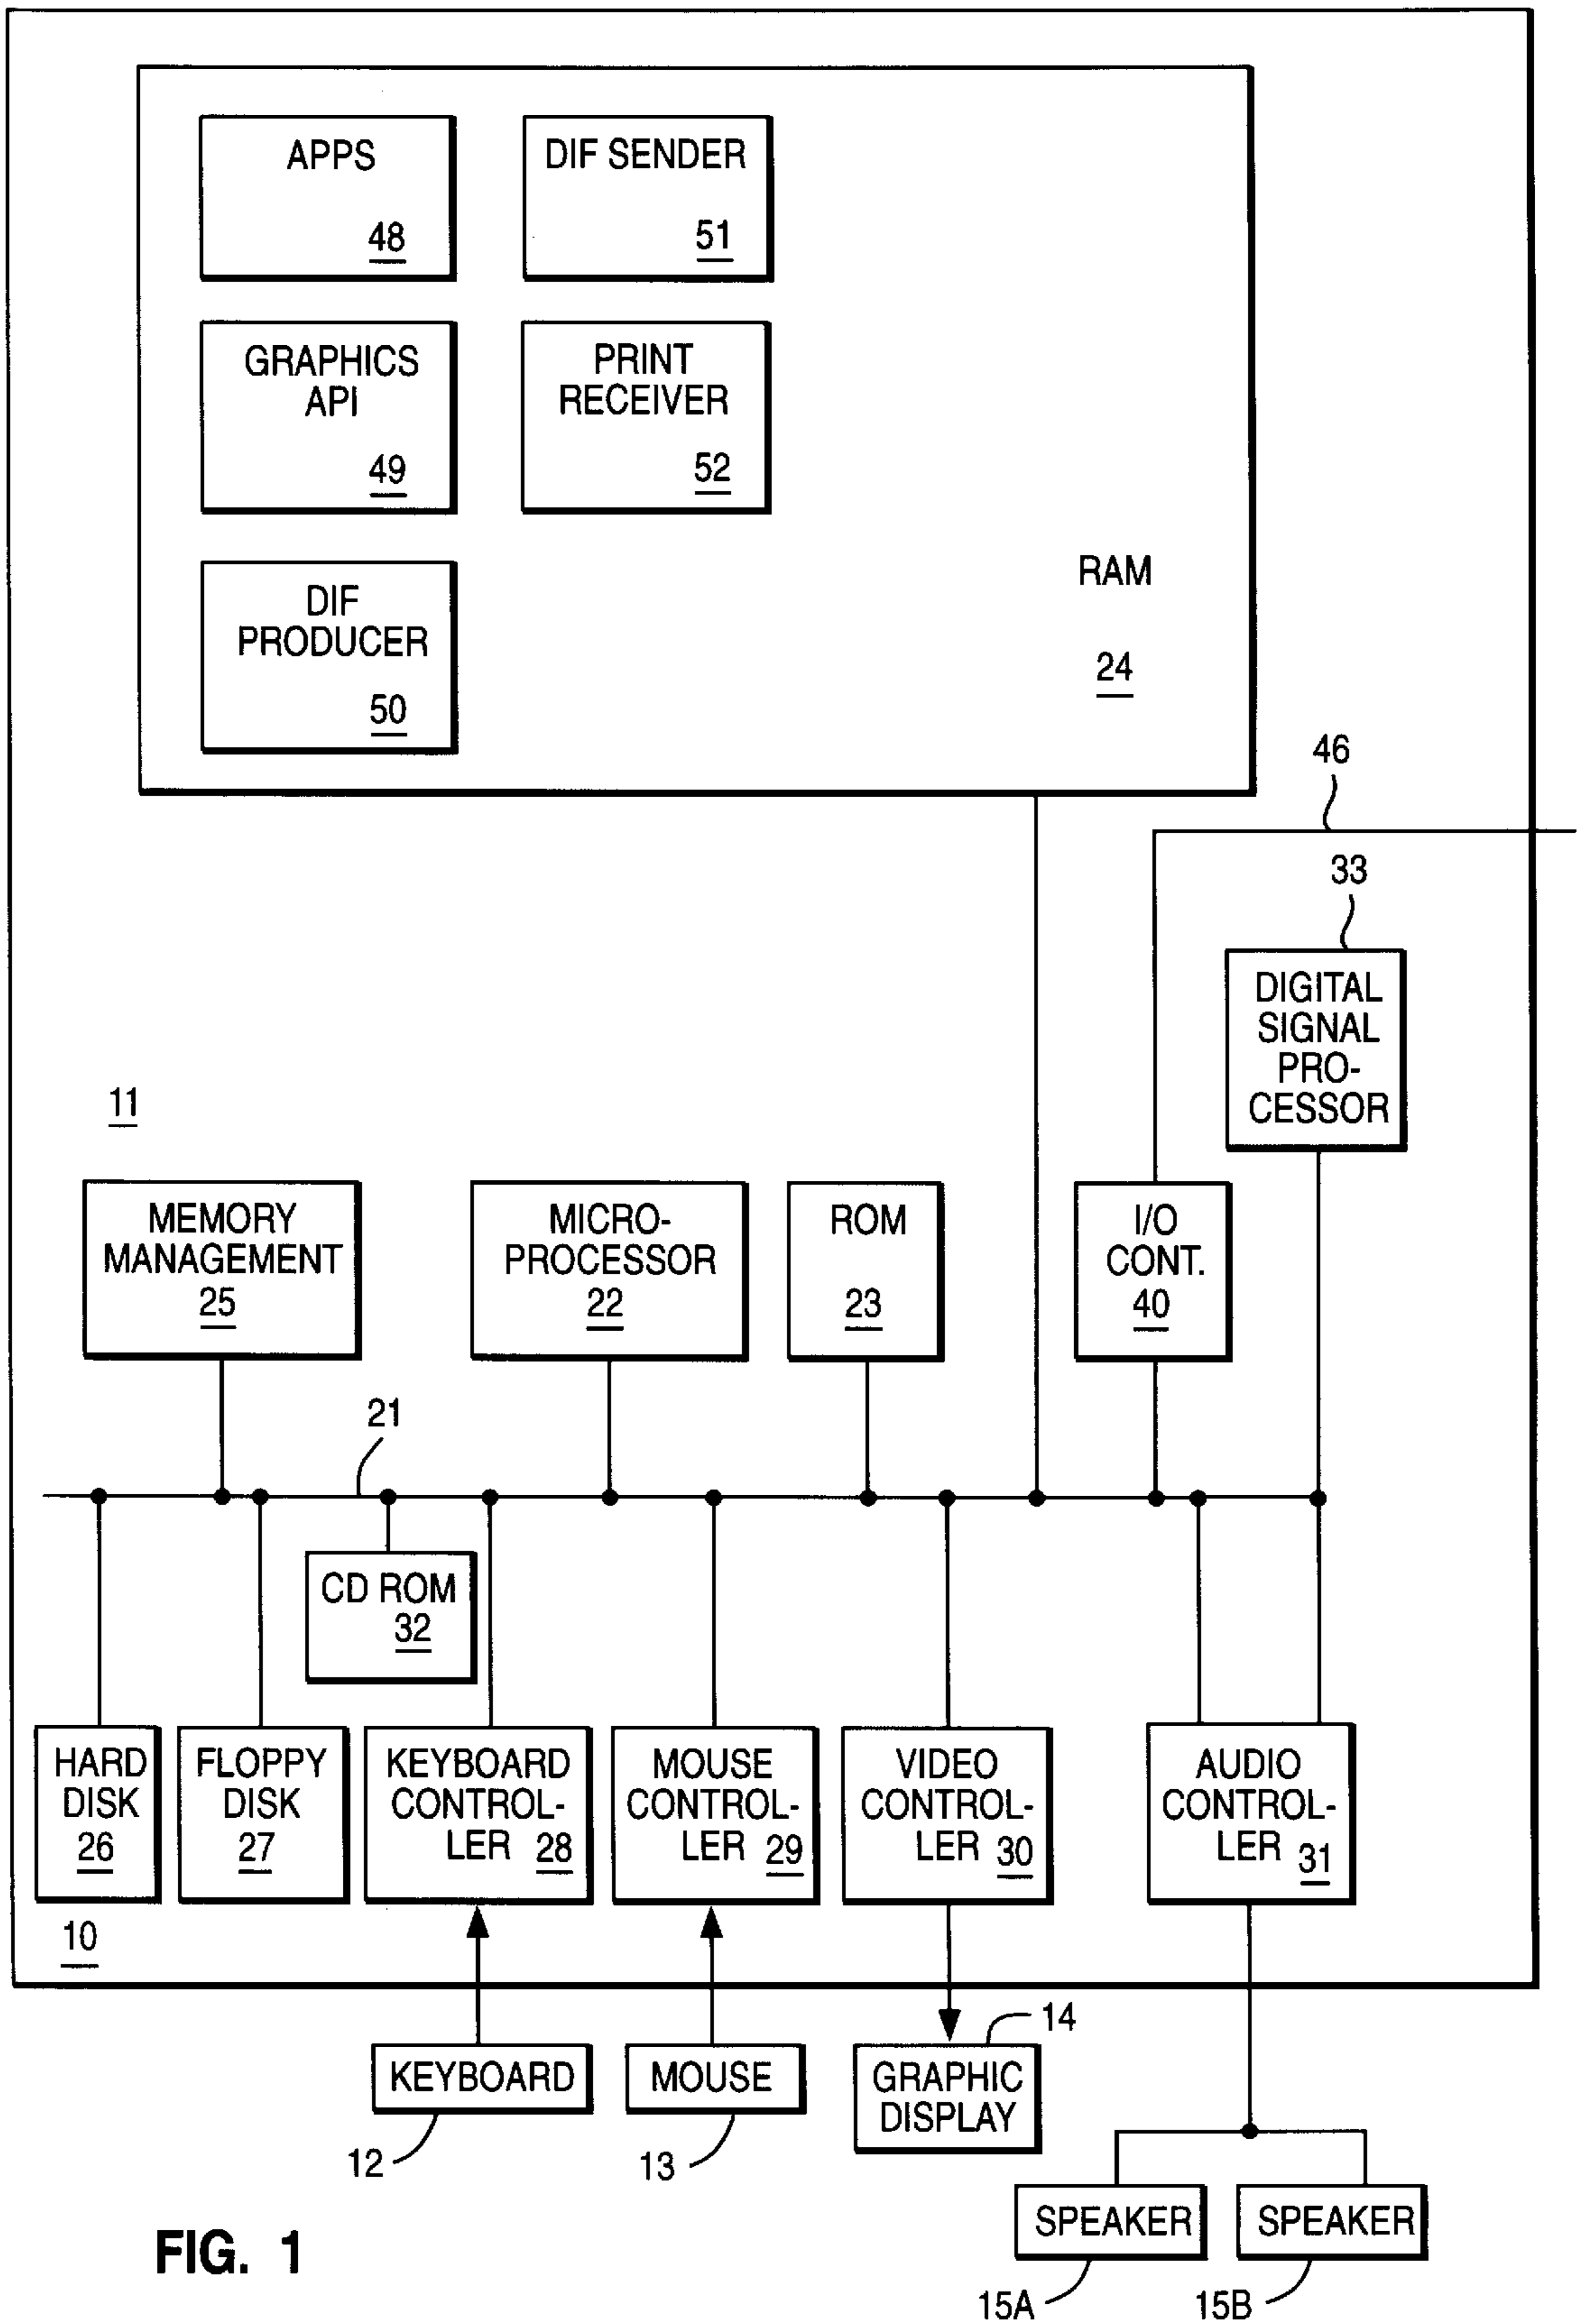 APPS
48
DIF SENDER
51
GRAPHICS
API
49
PRINT
RECEIVER
52
DIF
PRODUCER
50
RAM
24
46
33
DIGITAL
SIGNAL
PRO-
CESSOR
11
MEMORY
MANAGEMENT
25
MICRO-
PROCESSOR
22
ROM
23
I/O
CONT.
40
21
CD ROM
32
HARD
DISK
26
FLOPPY
DISK
27
KEYBOARD
CONTROL-
LER 28
MOUSE
CONTROL-
LER 29
VIDEO
CONTROL-
LER 30
AUDIO
CONTROL-
LER 31
10
14
KEYBOARD
MOUSE
GRAPHIC
DISPLAY
12
13
SPEAKER
SPEAKER
15A
15B
FIG. 1